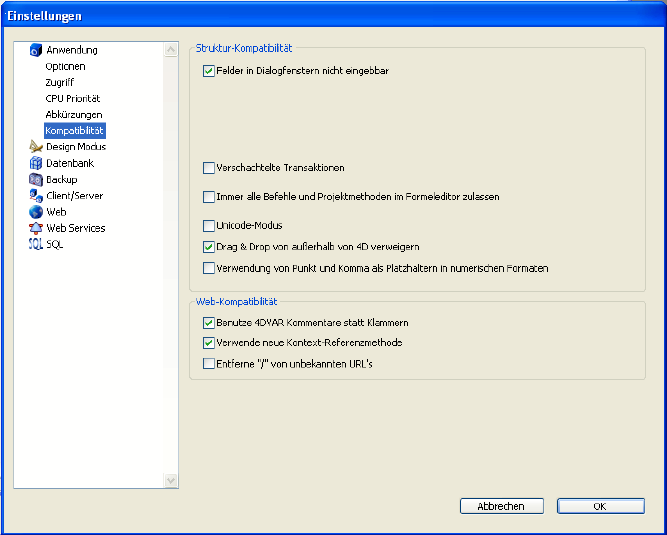 Einstellungen
Anwendung
Optionen
Zugriff
CPU Priorität
Abkürzungen
Kompatibilität
Design Modus
Datenbank
Backup
Client/Server
Web
Web Services
SQL SQL
Struktur-Kompatibilität
Felder in Dialogfenstern nicht eingebbar
Verschachtelte Transaktionen
Immer alle Befehle und Projektmethoden im Formeleditor zulassen
Unicode-Modus
Drag & Drop von außerhalb von 4D verweigern
Verwendung von Punkt und Komma als Platzhaltern in numerischen Formaten
Web-Kompatibilität
Benutze 4DVAR Kommentare statt Klammern
Verwende neue Kontext-Referenzmethode
Entferne "/" von unbekannten URL's
Abbrechen
OK